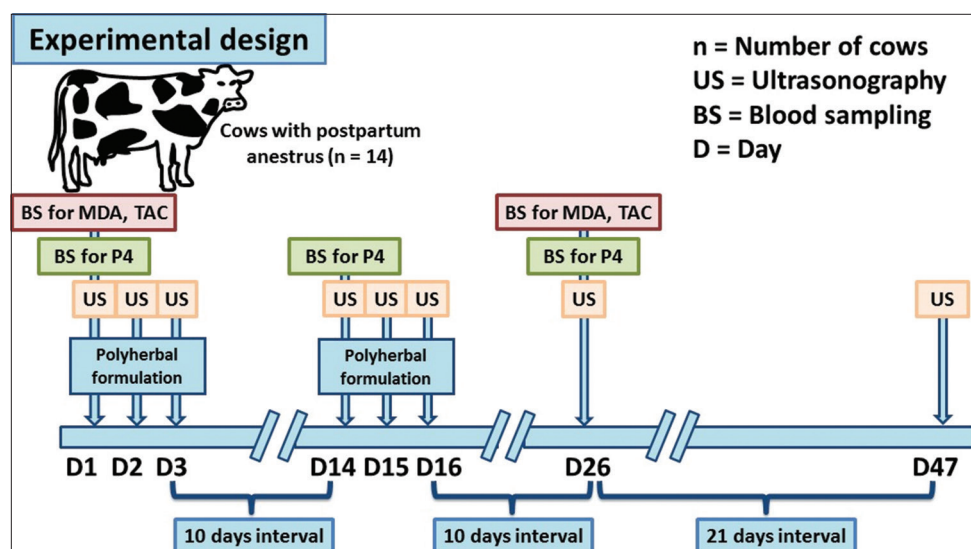 Experimental design
n = Number of cows
US = Ultrasonography
BS = Blood sampling
D = Day
Cows with postpartum
anestrus (n = 14)
BS for MDA, TAC
BS for MDA, TAC
BS for P4
BS for P4
BS for P4
US US US
US US US
US
US
Polyherbal
formulation
Polyherbal
formulation
D1 D2 D3 D14 D15 D16 D26 D47
10 days interval
10 days interval
21 days interval